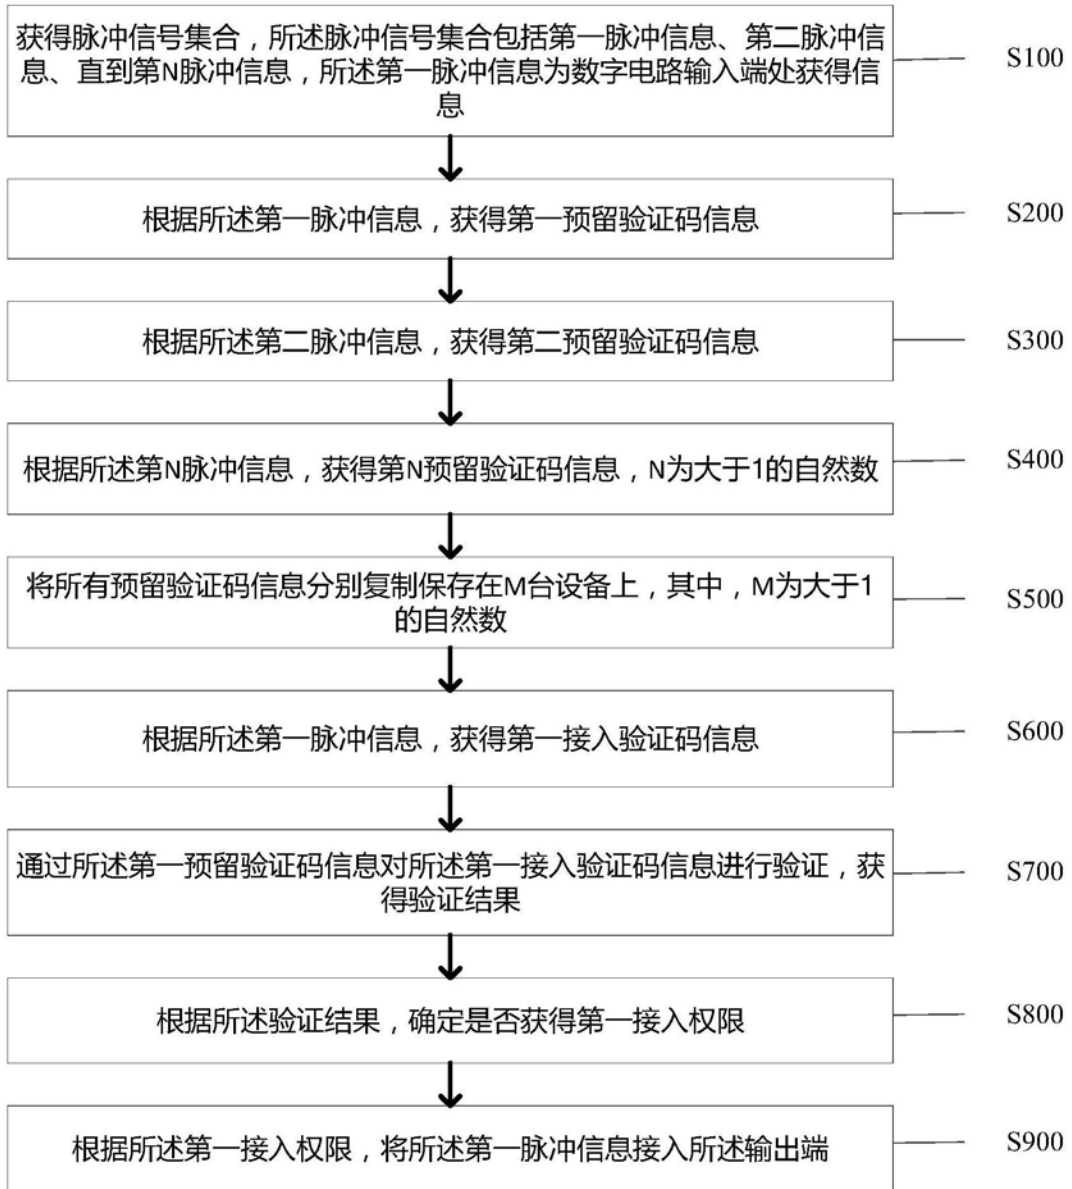 获得脉冲信号集合，所述脉冲信号集合包括第一脉冲信息、第二脉冲信
息、直到第N脉冲信息，所述第一脉冲信息为数字电路输入端处获得信
息
S100
根据所述第一脉冲信息，获得第一预留验证码信息
S200
根据所述第二脉冲信息，获得第二预留验证码信息
S300
根据所述第N脉冲信息，获得第N预留验证码信息，N为大于1的自然数
S400
将所有预留验证码信息分别复制保存在M台设备上，其中，M为大于1
的自然数
S500
根据所述第一脉冲信息，获得第一接入验证码信息
S600
通过所述第一预留验证码信息对所述第一接入验证码信息进行验证，获
得验证结果
S700
根据所述验证结果，确定是否获得第一接入权限
S800
根据所述第一接入权限，将所述第一脉冲信息接入所述输出端
S900